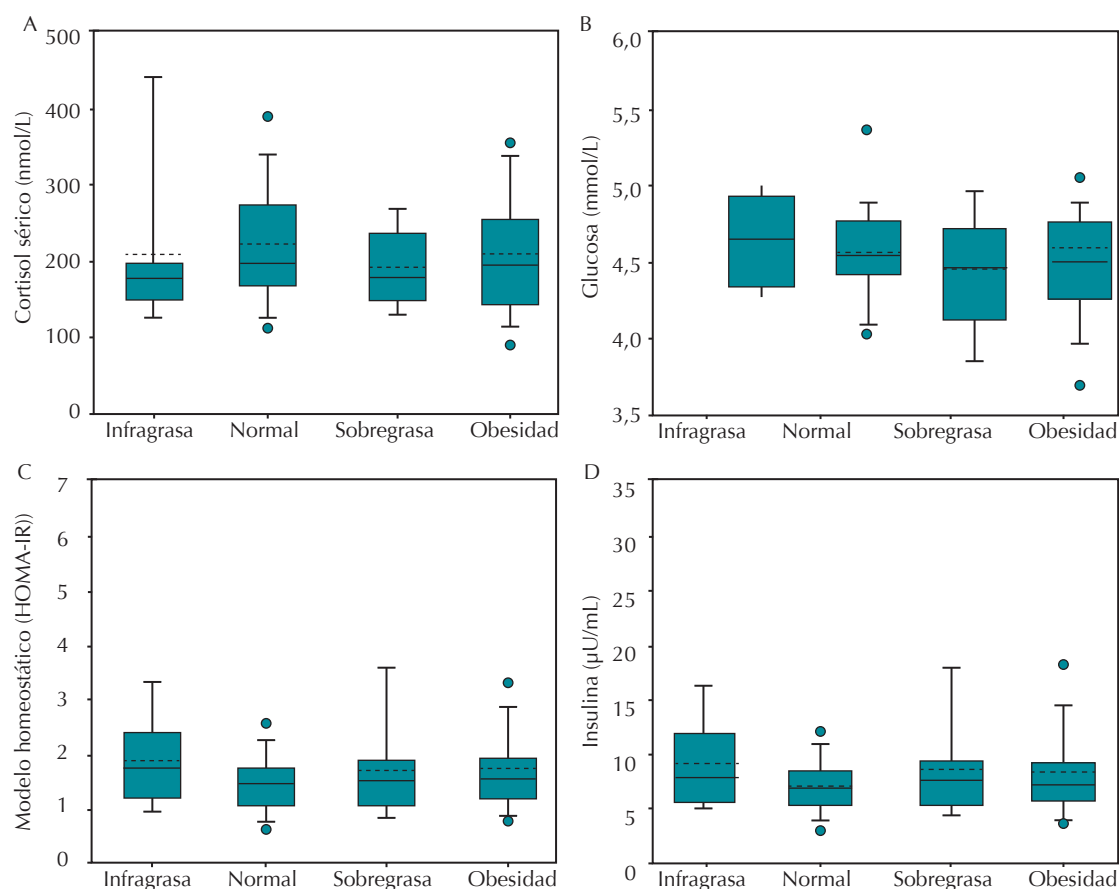 A
Cortisol sérico (nmol/L)
500
400
300
200
100
0
Infragrasa Normal Sobregrasa Obesidad
B
Glucosa (mmol/L)
6,0
5,5
5,0
4,5
4,0
3,5
Infragrasa Normal Sobregrasa Obesidad
C
Modelo homeostático (HOMA-IR))
7
6
5
4
3
2
1
0
Infragrasa Normal Sobregrasa Obesidad
D
Insulina (µU/mL)
35
30
25
20
15
10
5
0
Infragrasa Normal Sobregrasa Obesidad